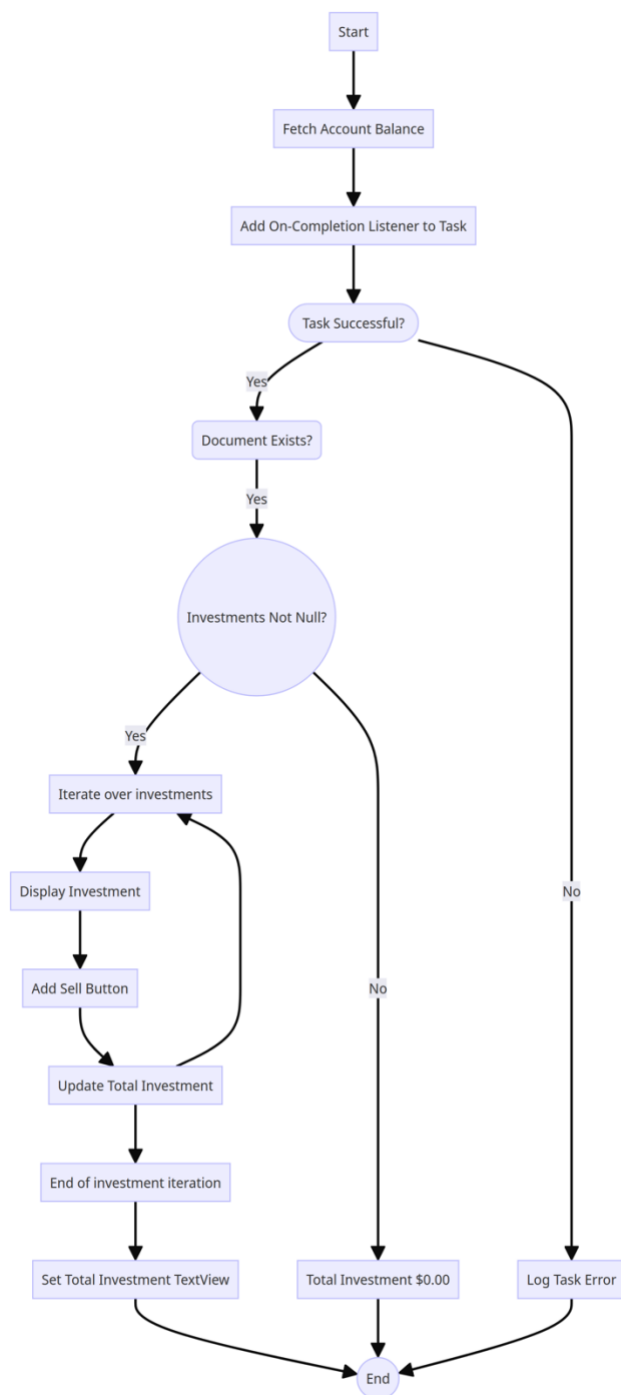 Start
Fetch Account Balance
Add On-Completion Listener to Task
Task Successful?
Yes
Document Exists?
Yes
Investments Not Null?
Yes
Iterate over investments
Display Investment
No
Add Sell Button
No
Update Total Investment
End of investment iteration
Set Total Investment TextView
Total Investment $0.00
Log Task Error
End